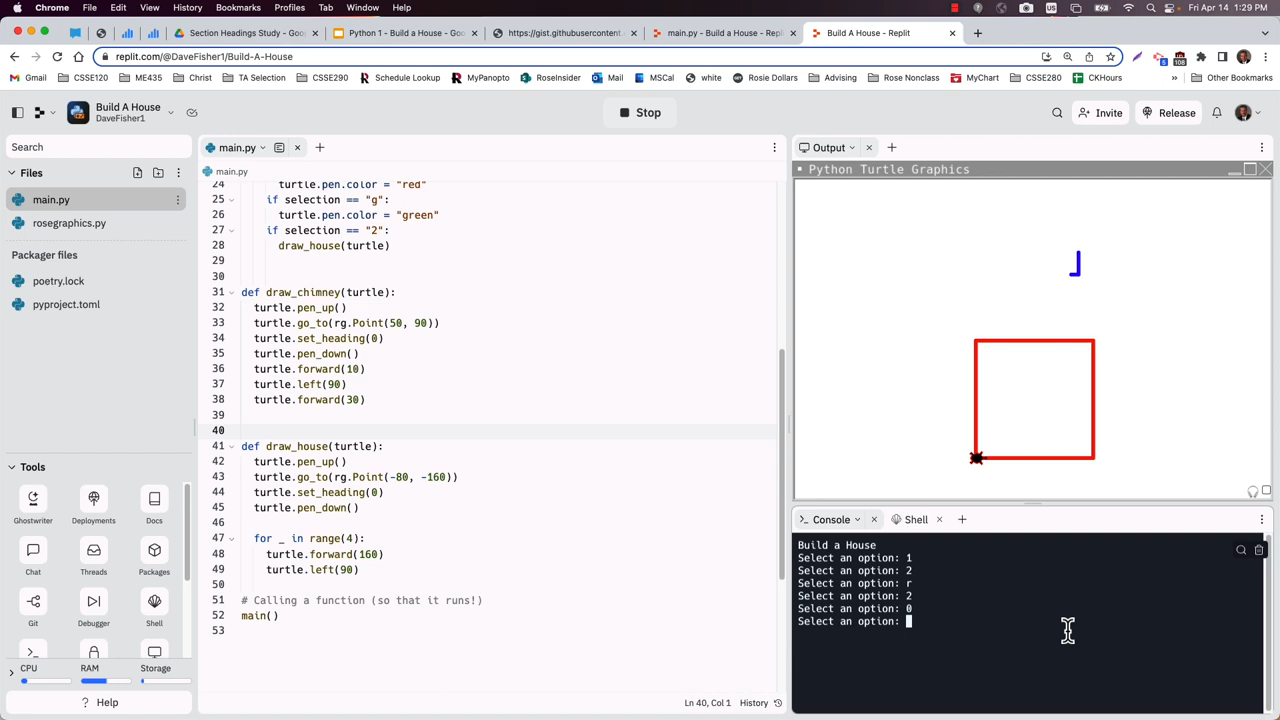 Chrome File Edit View History Bookmarks Profiles Tab Window Help Fri Apr 14 1:29 PM
Section Headings Study - Goo Python 1 - Build a House - Goo https://gist.githubusercontent. main.py - Build a House - Repl Build A House - Replit
replit.com/@DaveFisher1/Build-A-House
Gmail CSSE120 ME435 Christ TA Selection CSSE290 Schedule Lookup MyPanopto RoseInsider Mail MSCal white Rosie Dollars Advising Rose Nonclass MyChart CSSE280 CKHours » Other Bookmarks
Build A House
DaveFisher1
Stop
Invite
Release
Search
Files
main.py
rosegraphics.py
Packager files
poetry.lock
pyproject.toml
Tools
Ghostwriter Deployments Docs
Chat Threads Packages
Git Debugger Shell
CPU RAM Storage
? Help
main.py
main.py
24 turtle.pen.color = "red"
25 if selection == "g":
26 turtle.pen.color = "green"
27 if selection == "2":
28 draw_house(turtle)
29
30
31 def draw_chimney(turtle):
32 turtle.pen_up()
33 turtle.go_to(rg.Point(50, 90))
34 turtle.set_heading(0)
35 turtle.pen_down()
36 turtle.forward(10)
37 turtle.left(90)
38 turtle.forward(30)
39
40
41 def draw_house(turtle):
42 turtle.pen_up()
43 turtle.go_to(rg.Point(-80, -160))
44 turtle.set_heading(0)
45 turtle.pen_down()
46
47 for _ in range(4):
48 turtle.forward(160)
49 turtle.left(90)
50
51 # Calling a function (so that it runs!)
52 main()
53
Ln 40, Col 1 History
Output
Python Turtle Graphics
Console Shell
Build a House
Select an option: 1
Select an option: 2
Select an option: r
Select an option: 2
Select an option: 0
Select an option: